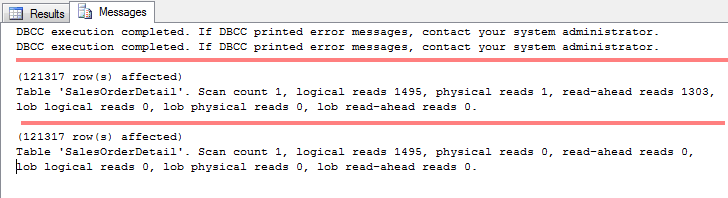 Results Messages
DBCC execution completed. If DBCC printed error messages, contact your system administrator.
DBCC execution completed. If DBCC printed error messages, contact your system administrator.
(121317 row(s) affected)
Table 'SalesOrderDetail'. Scan count 1, logical reads 1495, physical reads 1, read-ahead reads 1303,
lob logical reads 0, lob physical reads 0, lob read-ahead reads 0.
(121317 row(s) affected)
Table 'SalesOrderDetail'. Scan count 1, logical reads 1495, physical reads 0, read-ahead reads 0,
lob logical reads 0, lob physical reads 0, lob read-ahead reads 0.